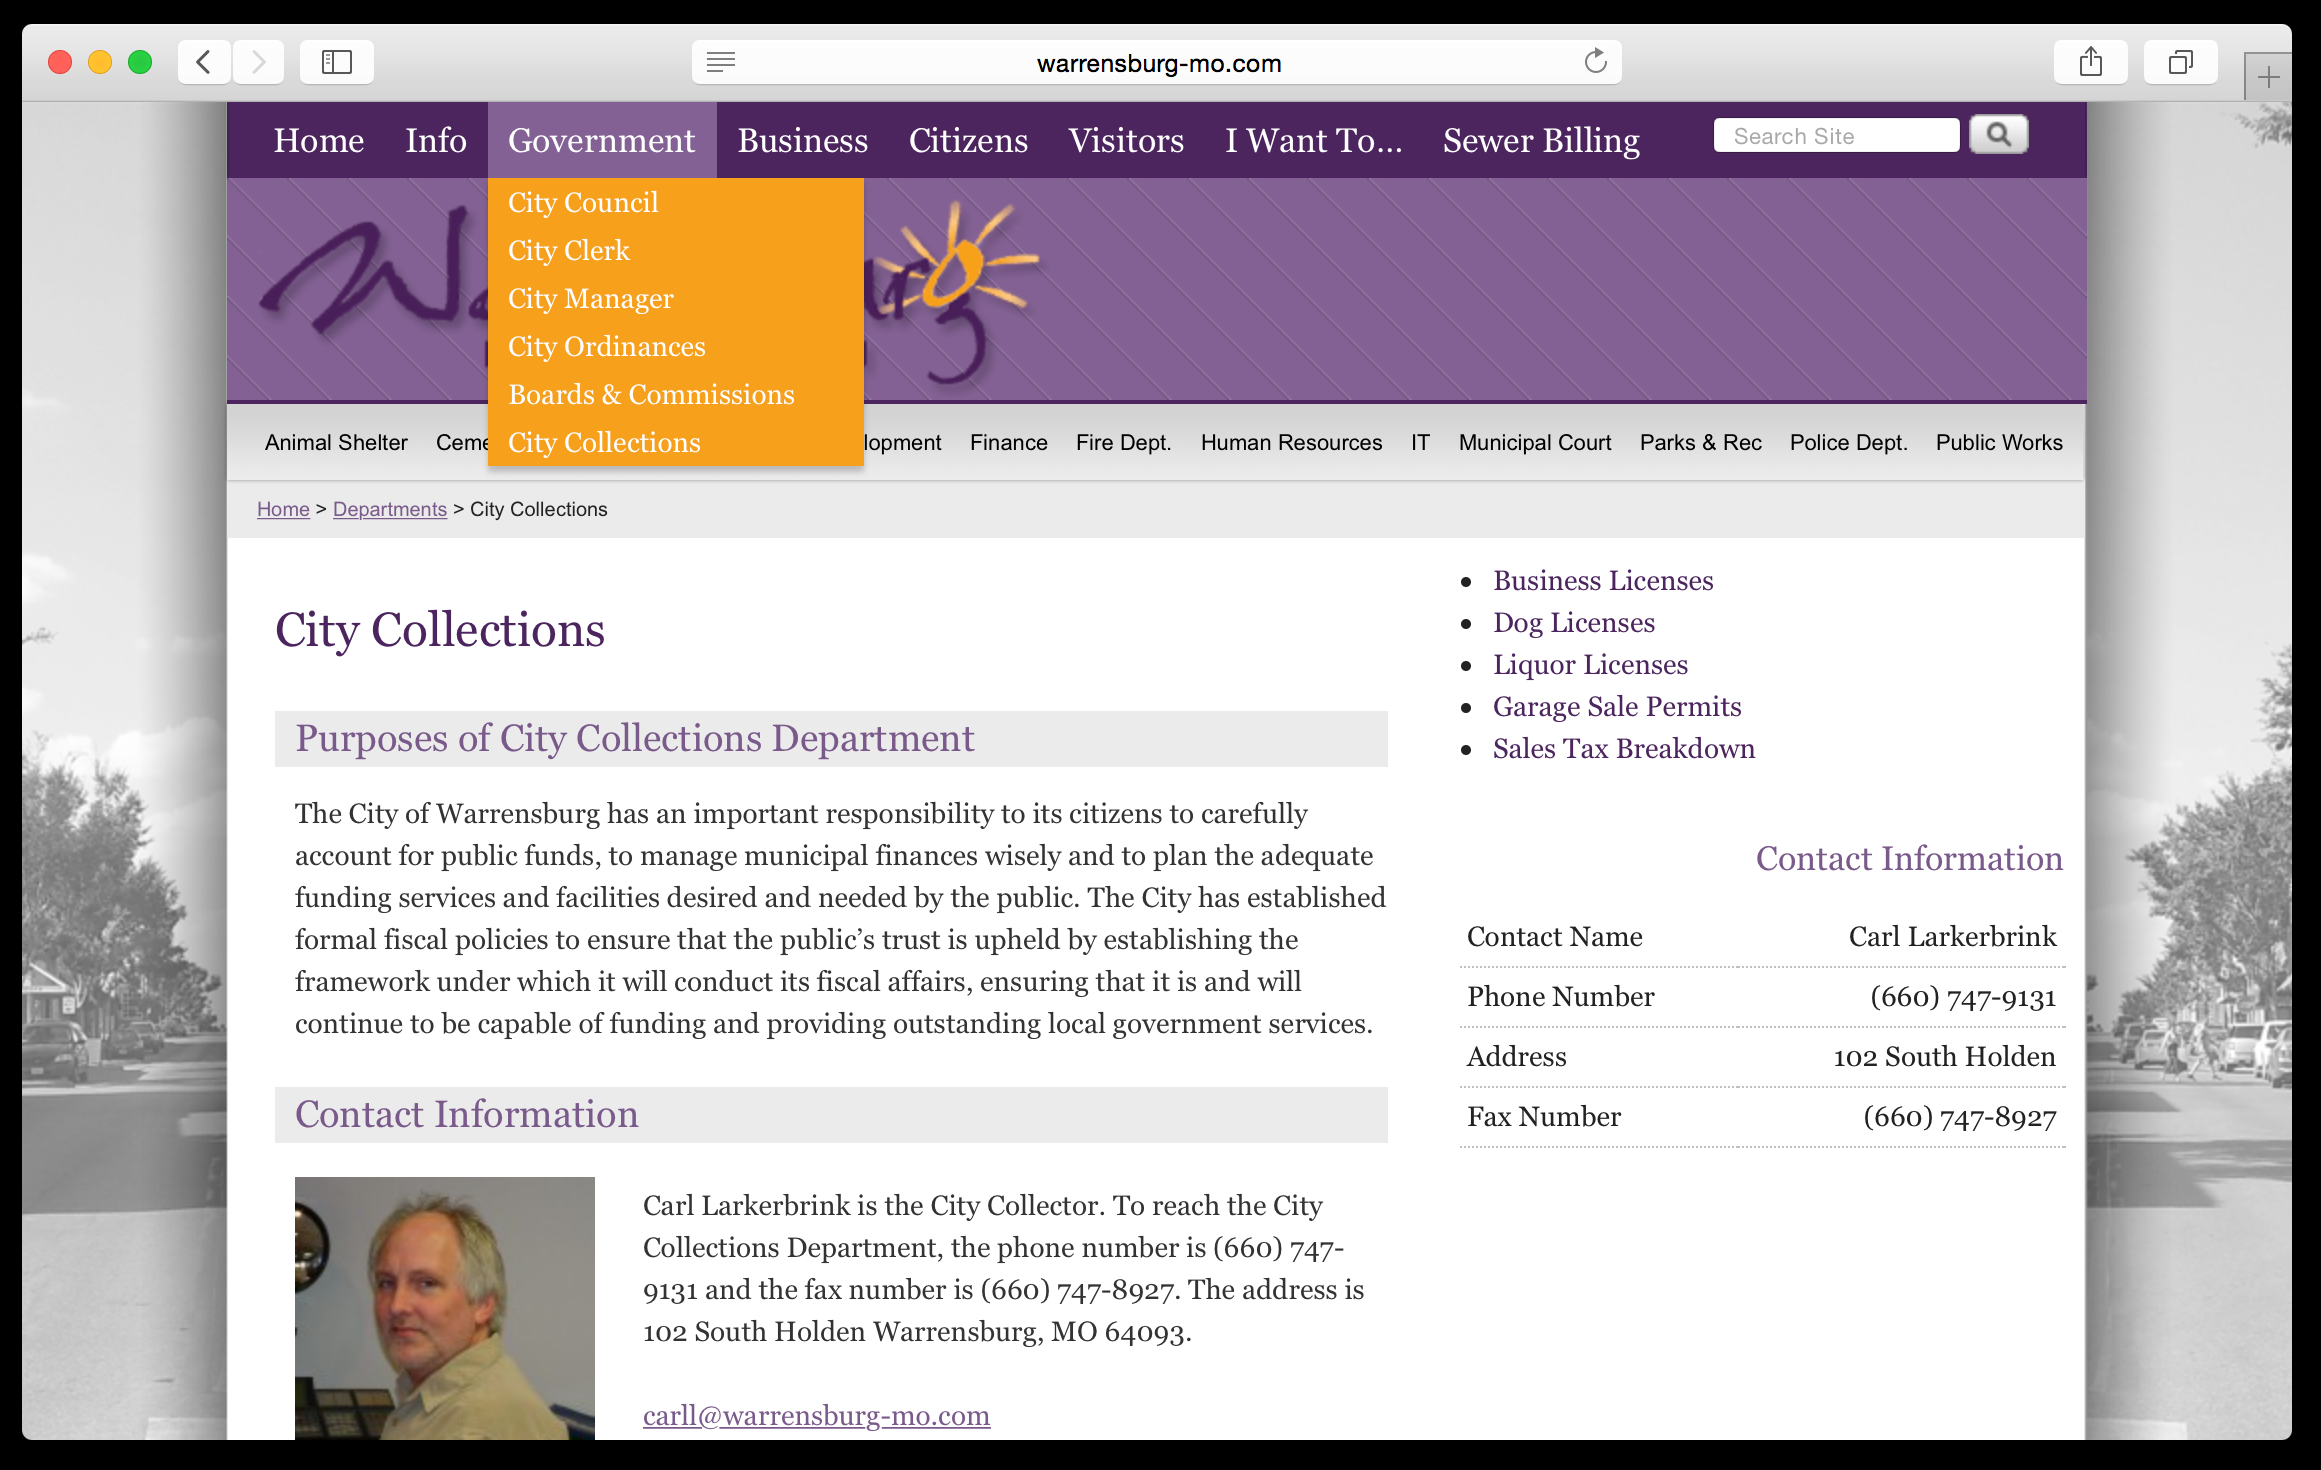 warrensburg-mo.com
Home Info Government Business Citizens Visitors I Want To... Sewer Billing Search Site
City Council
City Clerk
City Manager
City Ordinances
Boards & Commissions
City Collections
Animal Shelter Finance Fire Dept. Human Resources IT Municipal Court Parks & Rec Police Dept. Public Works
Home > Departments > City Collections
City Collections
Purposes of City Collections Department
The City of Warrensburg has an important responsibility to its citizens to carefully
account for public funds, to manage municipal finances wisely and to plan the adequate
funding services and facilities desired and needed by the public. The City has established
formal fiscal policies to ensure that the public’s trust is upheld by establishing the
framework under which it will conduct its fiscal affairs, ensuring that it is and will
continue to be capable of funding and providing outstanding local government services.
Contact Information
Carl Larkerbrink is the City Collector. To reach the City
Collections Department, the phone number is (660) 747-
9131 and the fax number is (660) 747-8927. The address is
102 South Holden Warrensburg, MO 64093.
carll@warrensburg-mo.com
Business Licenses
Dog Licenses
Liquor Licenses
Garage Sale Permits
Sales Tax Breakdown
Contact Information
Contact Name Carl Larkerbrink
Phone Number (660) 747-9131
Address 102 South Holden
Fax Number (660) 747-8927